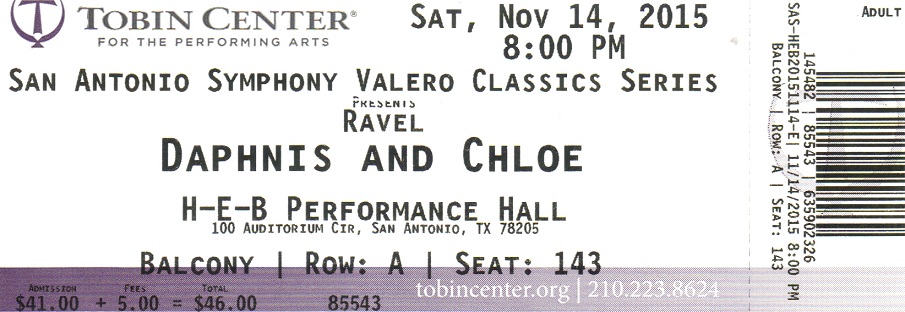 TOBIN CENTER®
FOR THE PERFORMING ARTS
SAT, NOV 14, 2015
8:00 PM
SAN ANTONIO SYMPHONY VALERO CLASSICS SERIES
PRESENTS
RAVEL
DAPHNIS AND CHLOE
H-E-B PERFORMANCE HALL
100 AUDITORIUM CIR, SAN ANTONIO, TX 78205
BALCONY | ROW: A | SEAT: 143
ADMISSION FEES TOTAL
$41.00 + 5.00 = $46.00 85543
tobincenter.org | 210.223.8624
ADULT
145482 | 85543 | 635902326
SAS-HEB20151114-E| 11/14/2015 8:00 PM
BALCONY | ROW: A | SEAT: 143